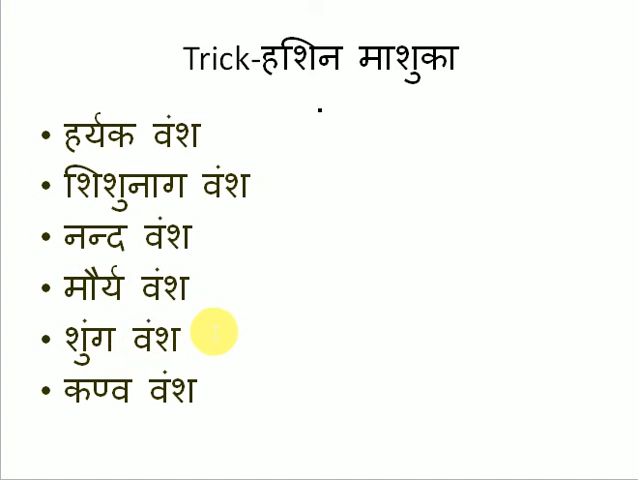 Trick-हशिन माशुका
.
• हर्यक वंश
• शिशुनाग वंश
• नन्द वंश
• मौर्य वंश
• शुंग वंश
• कण्व वंश